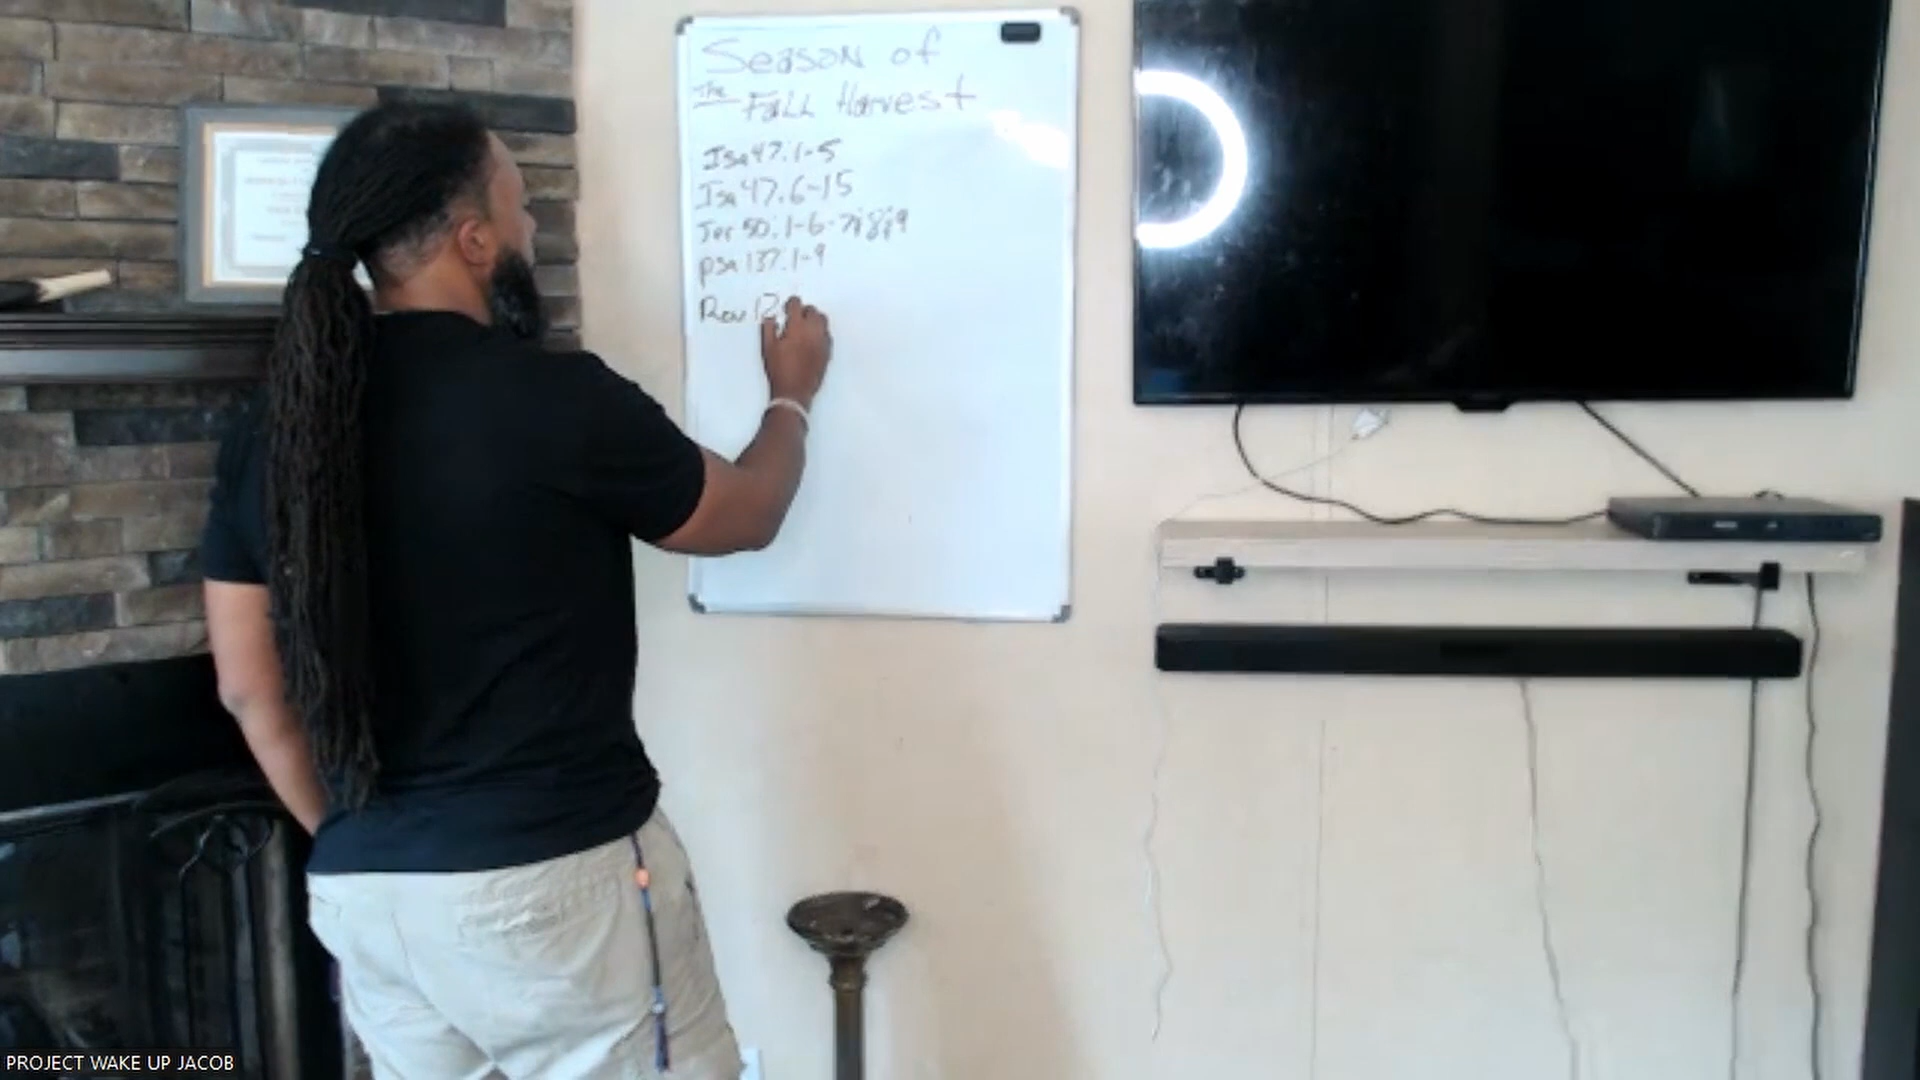 Season of
The Fall Harvest
Isa 47:1-5
Isa 47:6-15
Jer 50:1-6-7;8;9
Psa 137:1-9
Rev 12
PROJECT WAKE UP JACOB